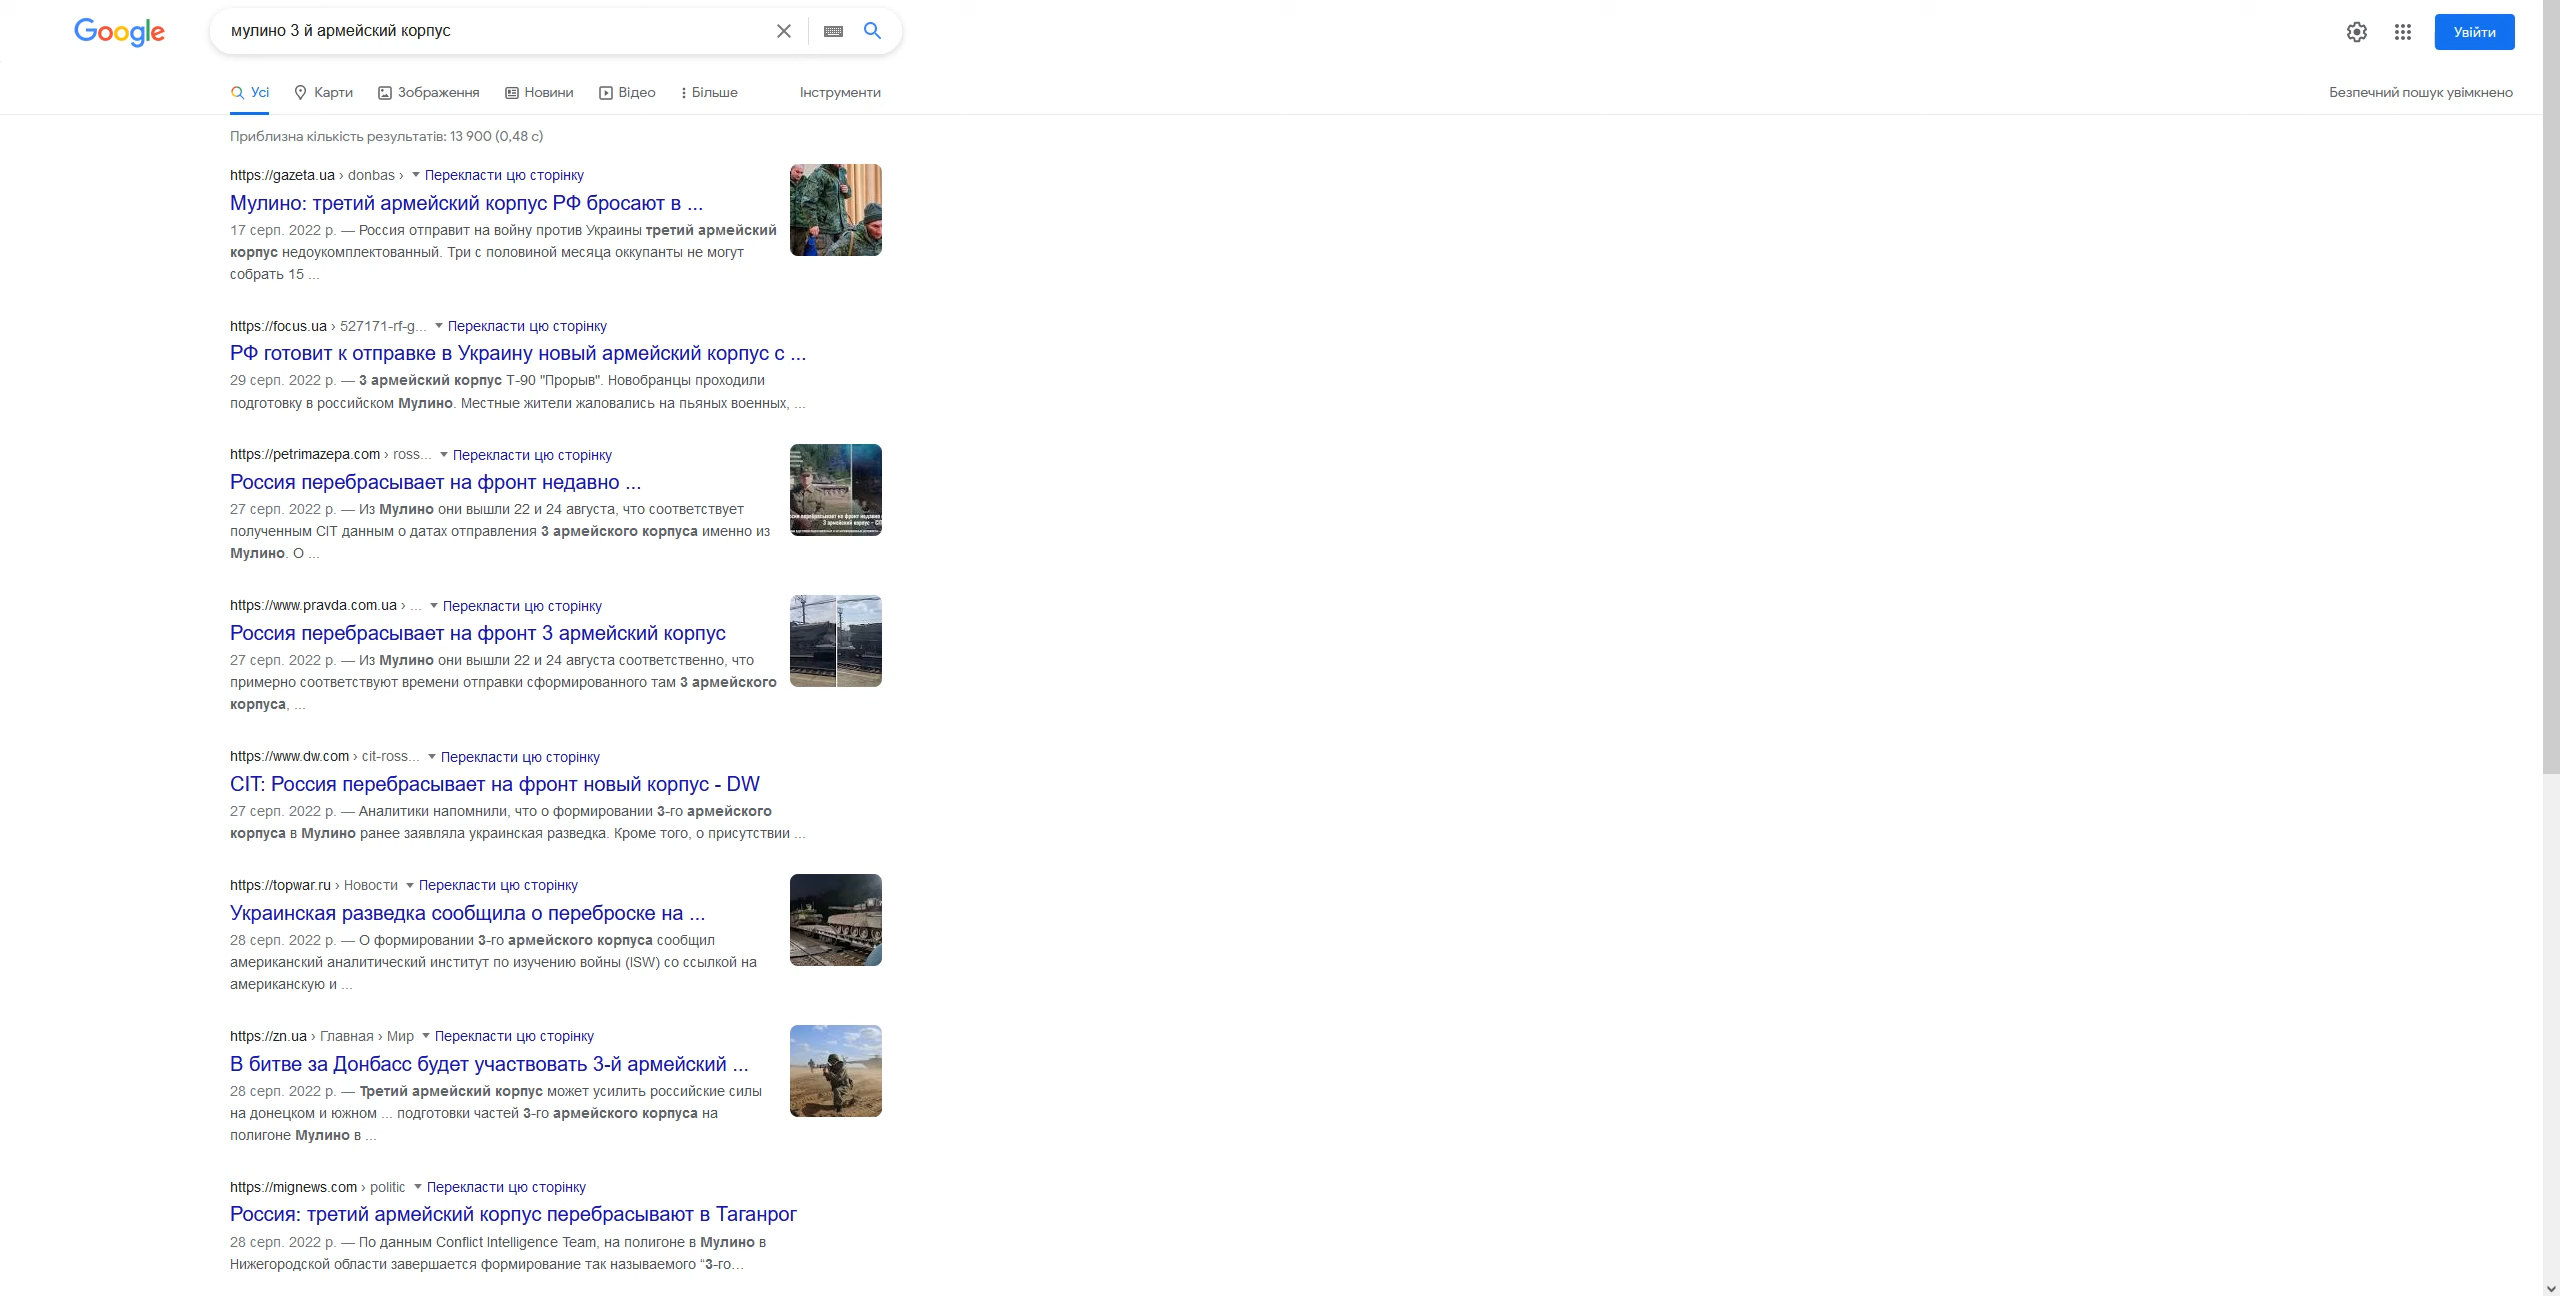 Google
мулино 3 й армейский корпус
Увійти
Усі Карти Зображення Новини Відео Більше Інструменти
Безпечний пошук увімкнено
Приблизна кількість результатів: 13 900 (0,48 с)
https://gazeta.ua › donbas › Перекласти цю сторінку
Мулино: третий армейский корпус РФ бросают в ...
17 серп. 2022 р. — Россия отправит на войну против Украины третий армейский
корпус недоукомплектованный. Три с половиной месяца оккупанты не могут
собрать 15 ...
https://focus.ua › 527171-rf-g... Перекласти цю сторінку
РФ готовит к отправке в Украину новый армейский корпус с ...
29 серп. 2022 р. — 3 армейский корпус Т-90 "Прорыв". Новобранцы проходили
подготовку в российском Мулино. Местные жители жаловались на пьяных военных, ...
https://petrimazepa.com › ross... Перекласти цю сторінку
Россия перебрасывает на фронт недавно ...
27 серп. 2022 р. — Из Мулино они вышли 22 и 24 августа, что соответствует
полученным CIT данным о датах отправления 3 армейского корпуса именно из
Мулино. О ...
https://www.pravda.com.ua › ... Перекласти цю сторінку
Россия перебрасывает на фронт 3 армейский корпус
27 серп. 2022 р. — Из Мулино они вышли 22 и 24 августа соответственно, что
примерно соответствуют времени отправки сформированного там 3 армейского
корпуса, ...
https://www.dw.com › cit-ross... Перекласти цю сторінку
CIT: Россия перебрасывает на фронт новый корпус - DW
27 серп. 2022 р. — Аналитики напомнили, что о формировании 3-го армейского
корпуса в Мулино ранее заявляла украинская разведка. Кроме того, о присутствии ...
https://topwar.ru › Новости Перекласти цю сторінку
Украинская разведка сообщила о переброске на ...
28 серп. 2022 р. — О формировании 3-го армейского корпуса сообщил
американский аналитический институт по изучению войны (ISW) со ссылкой на
американскую и ...
https://zn.ua › Главная › Мир Перекласти цю сторінку
В битве за Донбасс будет участвовать 3-й армейский ...
28 серп. 2022 р. — Третий армейский корпус может усилить российские силы
на донецком и южном ... подготовки частей 3-го армейского корпуса на
полигоне Мулино в ...
https://mignews.com › politic Перекласти цю сторінку
Россия: третий армейский корпус перебрасывают в Таганрог
28 серп. 2022 р. — По данным Conflict Intelligence Team, на полигоне в Мулино в
Нижегородской области завершается формирование так называемого “3-го...